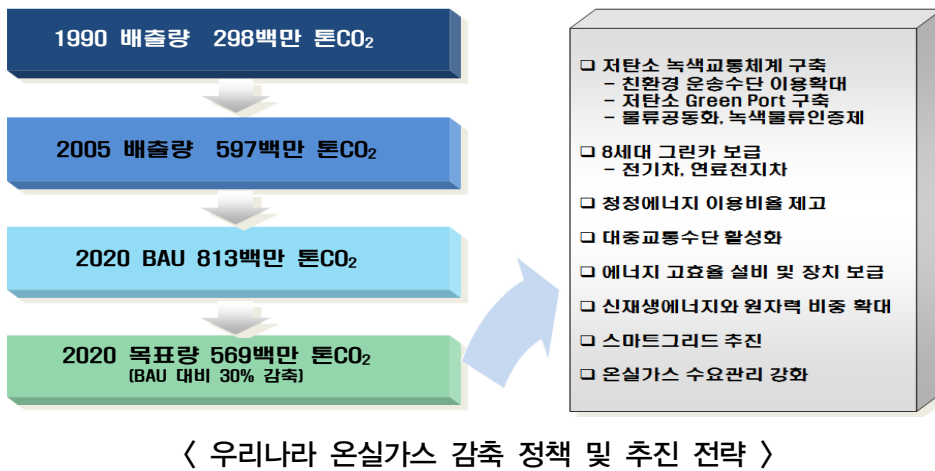 1990 배출량 298백만 톤CO₂
2005 배출량 597백만 톤CO₂
2020 BAU 813백만 톤CO₂
2020 목표량 569백만 톤CO₂
(BAU 대비 30% 감축)
❑ 저탄소 녹색교통체계 구축
– 친환경 운송수단 이용확대
– 저탄소 Green Port 구축
– 물류공동화, 녹색물류인증제
❑ 8세대 그린카 보급
– 전기차, 연료전지차
❑ 청정에너지 이용비율 제고
❑ 대중교통수단 활성화
❑ 에너지 고효율 설비 및 장치 보급
❑ 신재생에너지와 원자력 비중 확대
❑ 스마트그리드 추진
❑ 온실가스 수요관리 강화
〈 우리나라 온실가스 감축 정책 및 추진 전략 〉